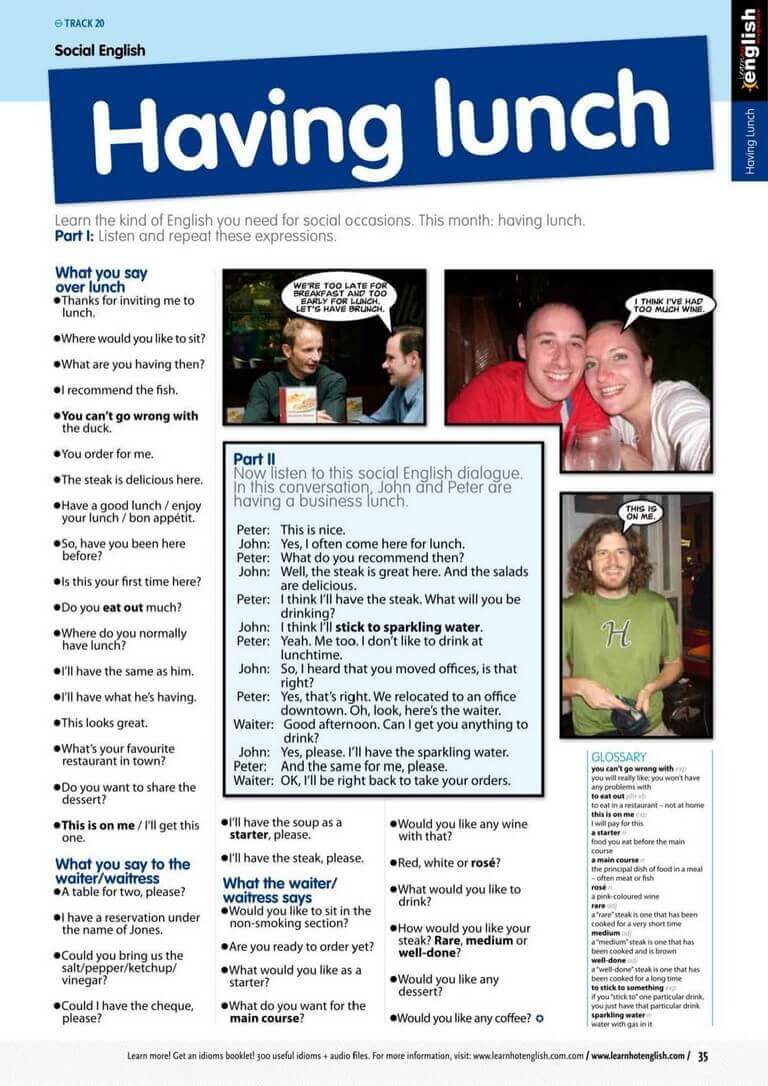 TRACK 20
Social English
Having lunch
english
Having Lunch
Learn the kind of English you need for social occasions. This month: having lunch.
Part I: Listen and repeat these expressions.
What you say
over lunch
●Thanks for inviting me to
lunch.
●Where would you like to sit?
●What are you having then?
●I recommend the fish.
●You can't go wrong with
the duck.
●You order for me.
●The steak is delicious here.
●Have a good lunch / enjoy
your lunch / bon appétit.
●So, have you been here
before?
●Is this your first time here?
●Do you eat out much?
●Where do you normally
have lunch?
●I'll have the same as him.
●I'll have what he's having.
●This looks great.
●What's your favourite
restaurant in town?
●Do you want to share the
dessert?
●This is on me / I'll get this
one.
What you say to the
waiter/waitress
●A table for two, please?
●I have a reservation under
the name of Jones.
●Could you bring us the
salt/pepper/ketchup/
vinegar?
●Could I have the cheque,
please?
WE'RE TOO LATE FOR
BREAKFAST AND TOO
EARLY FOR LUNCH.
LET'S HAVE BRUNCH.
I THINK I'VE HAD
TOO MUCH WINE.
THIS IS
ON ME.
H
Part II
Now listen to this social English dialogue.
In this conversation, John and Peter are
having a business lunch.
Peter: This is nice.
John: Yes, I often come here for lunch.
Peter: What do you recommend then?
John: Well, the steak is great here. And the salads
are delicious.
Peter: I think I'll have the steak. What will you be
drinking?
John: I think I'll stick to sparkling water.
Peter: Yeah. Me too. I don't like to drink at
lunchtime.
John: So, I heard that you moved offices, is that
right?
Peter: Yes, that's right. We relocated to an office
downtown. Oh, look, here's the waiter.
Waiter: Good afternoon. Can I get you anything to
drink?
John: Yes, please. I'll have the sparkling water.
Peter: And the same for me, please.
Waiter: OK, I'll be right back to take your orders.
●I'll have the soup as a
starter, please.
●I'll have the steak, please.
What the waiter/
waitress says
●Would you like to sit in the
non-smoking section?
●Are you ready to order yet?
●What would you like as a
starter?
●What do you want for the
main course?
●Would you like any wine
with that?
●Red, white or rosé?
●What would you like to
drink?
●How would you like your
steak? Rare, medium or
well-done?
●Would you like any
dessert?
●Would you like any coffee?
GLOSSARY
you can't go wrong with exp
you will really like; you won't have
any problems with
to eat out phr vb
to eat in a restaurant – not at home
this is on me exp
I will pay for this
a starter n
food you eat before the main
course
a main course n
the principal dish of food in a meal
– often meat or fish
rosé n
a pink-coloured wine
rare adj
a "rare" steak is one that has been
cooked for a very short time
medium adj
a "medium" steak is one that has
been cooked and is brown
well-done adj
a "well-done" steak is one that has
been cooked for a long time
to stick to something exp
if you "stick to" one particular drink,
you just have that particular drink
sparkling water n
water with gas in it
Learn more! Get an idioms booklet! 300 useful idioms + audio files. For more information, visit: www.learnhotenglish.com.com / www.learnhotenglish.com / 35